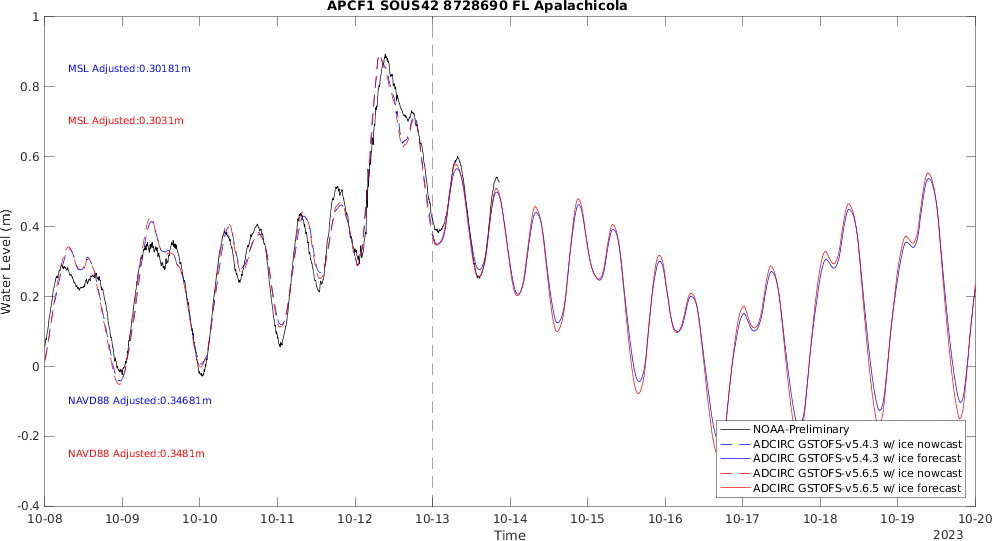 APCF1 SOUS42 8728690 FL Apalachicola
1
0.8
0.6
0.4
0.2
0
-0.2
-0.4
Water Level (m)
MSL Adjusted:0.30181m
MSL Adjusted:0.3031m
NAVD88 Adjusted:0.34681m
NAVD88 Adjusted:0.3481m
NOAA-Preliminary
ADCIRC GSTOFS-v5.4.3 w/ ice nowcast
ADCIRC GSTOFS-v5.4.3 w/ ice forecast
ADCIRC GSTOFS-v5.6.5 w/ ice nowcast
ADCIRC GSTOFS-v5.6.5 w/ ice forecast
10-08 10-09 10-10 10-11 10-12 10-13 10-14 10-15 10-16 10-17 10-18 10-19 10-20
Time
2023